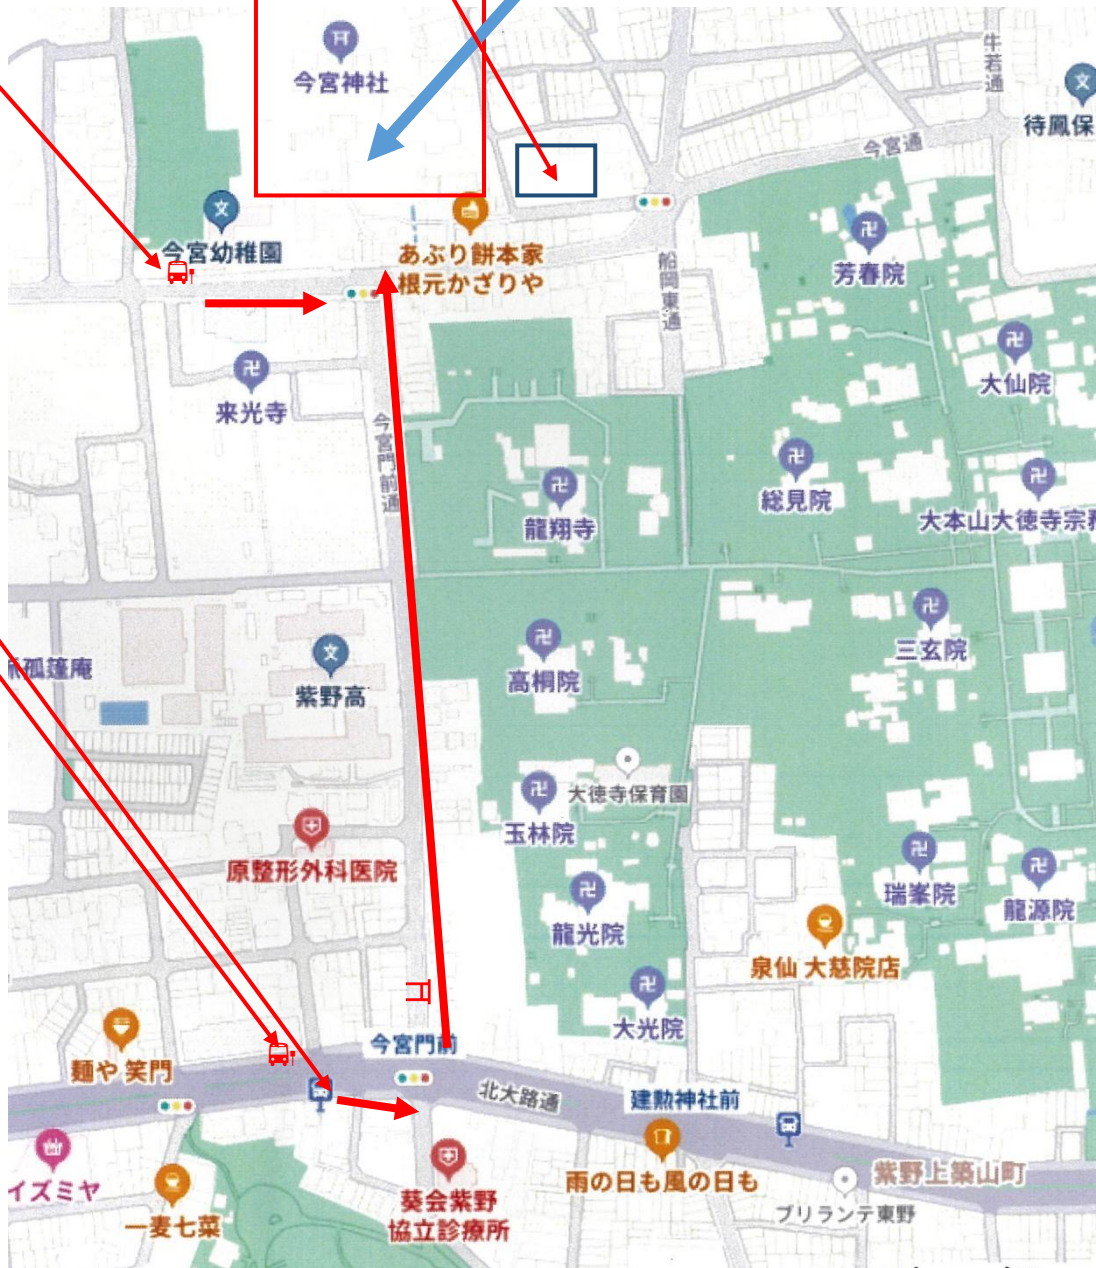 今宮神社
牛若通
待鳳保
今宮通
今宮幼稚園
あぶり餅本家
根元かざりや
芳春院
船岡東通
大仙院
来光寺
今宮門前通
総見院
龍翔寺
大本山大徳寺宗務
三玄院
孤篷庵
高桐院
紫野高
大徳寺保育園
玉林院
原整形外科医院
瑞峯院
龍源院
龍光院
泉仙 大慈院店
大光院
今宮門前
麺や 笑門
北大路通
建勲神社前
イズミヤ
雨の日も風の日も
紫野上築山町
葵会紫野
協立診療所
ブリランテ東野
一麦七菜